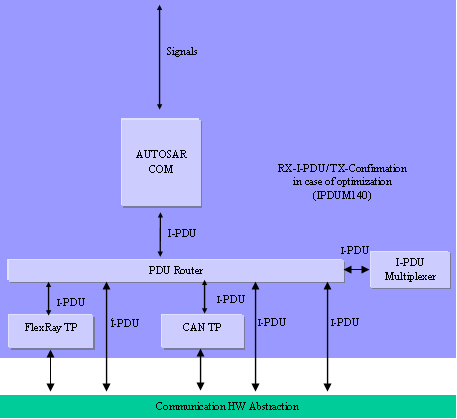 Signals
AUTOSAR
COM
RX-I-PDU/TX-Confirmation
in case of optimization
(IPDUM140)
I-PDU
I-PDU
PDU Router
I-PDU
Multiplexer
I-PDU
I-PDU
I-PDU
I-PDU
I-PDU
FlexRay TP
CAN TP
Communication HW Abstraction